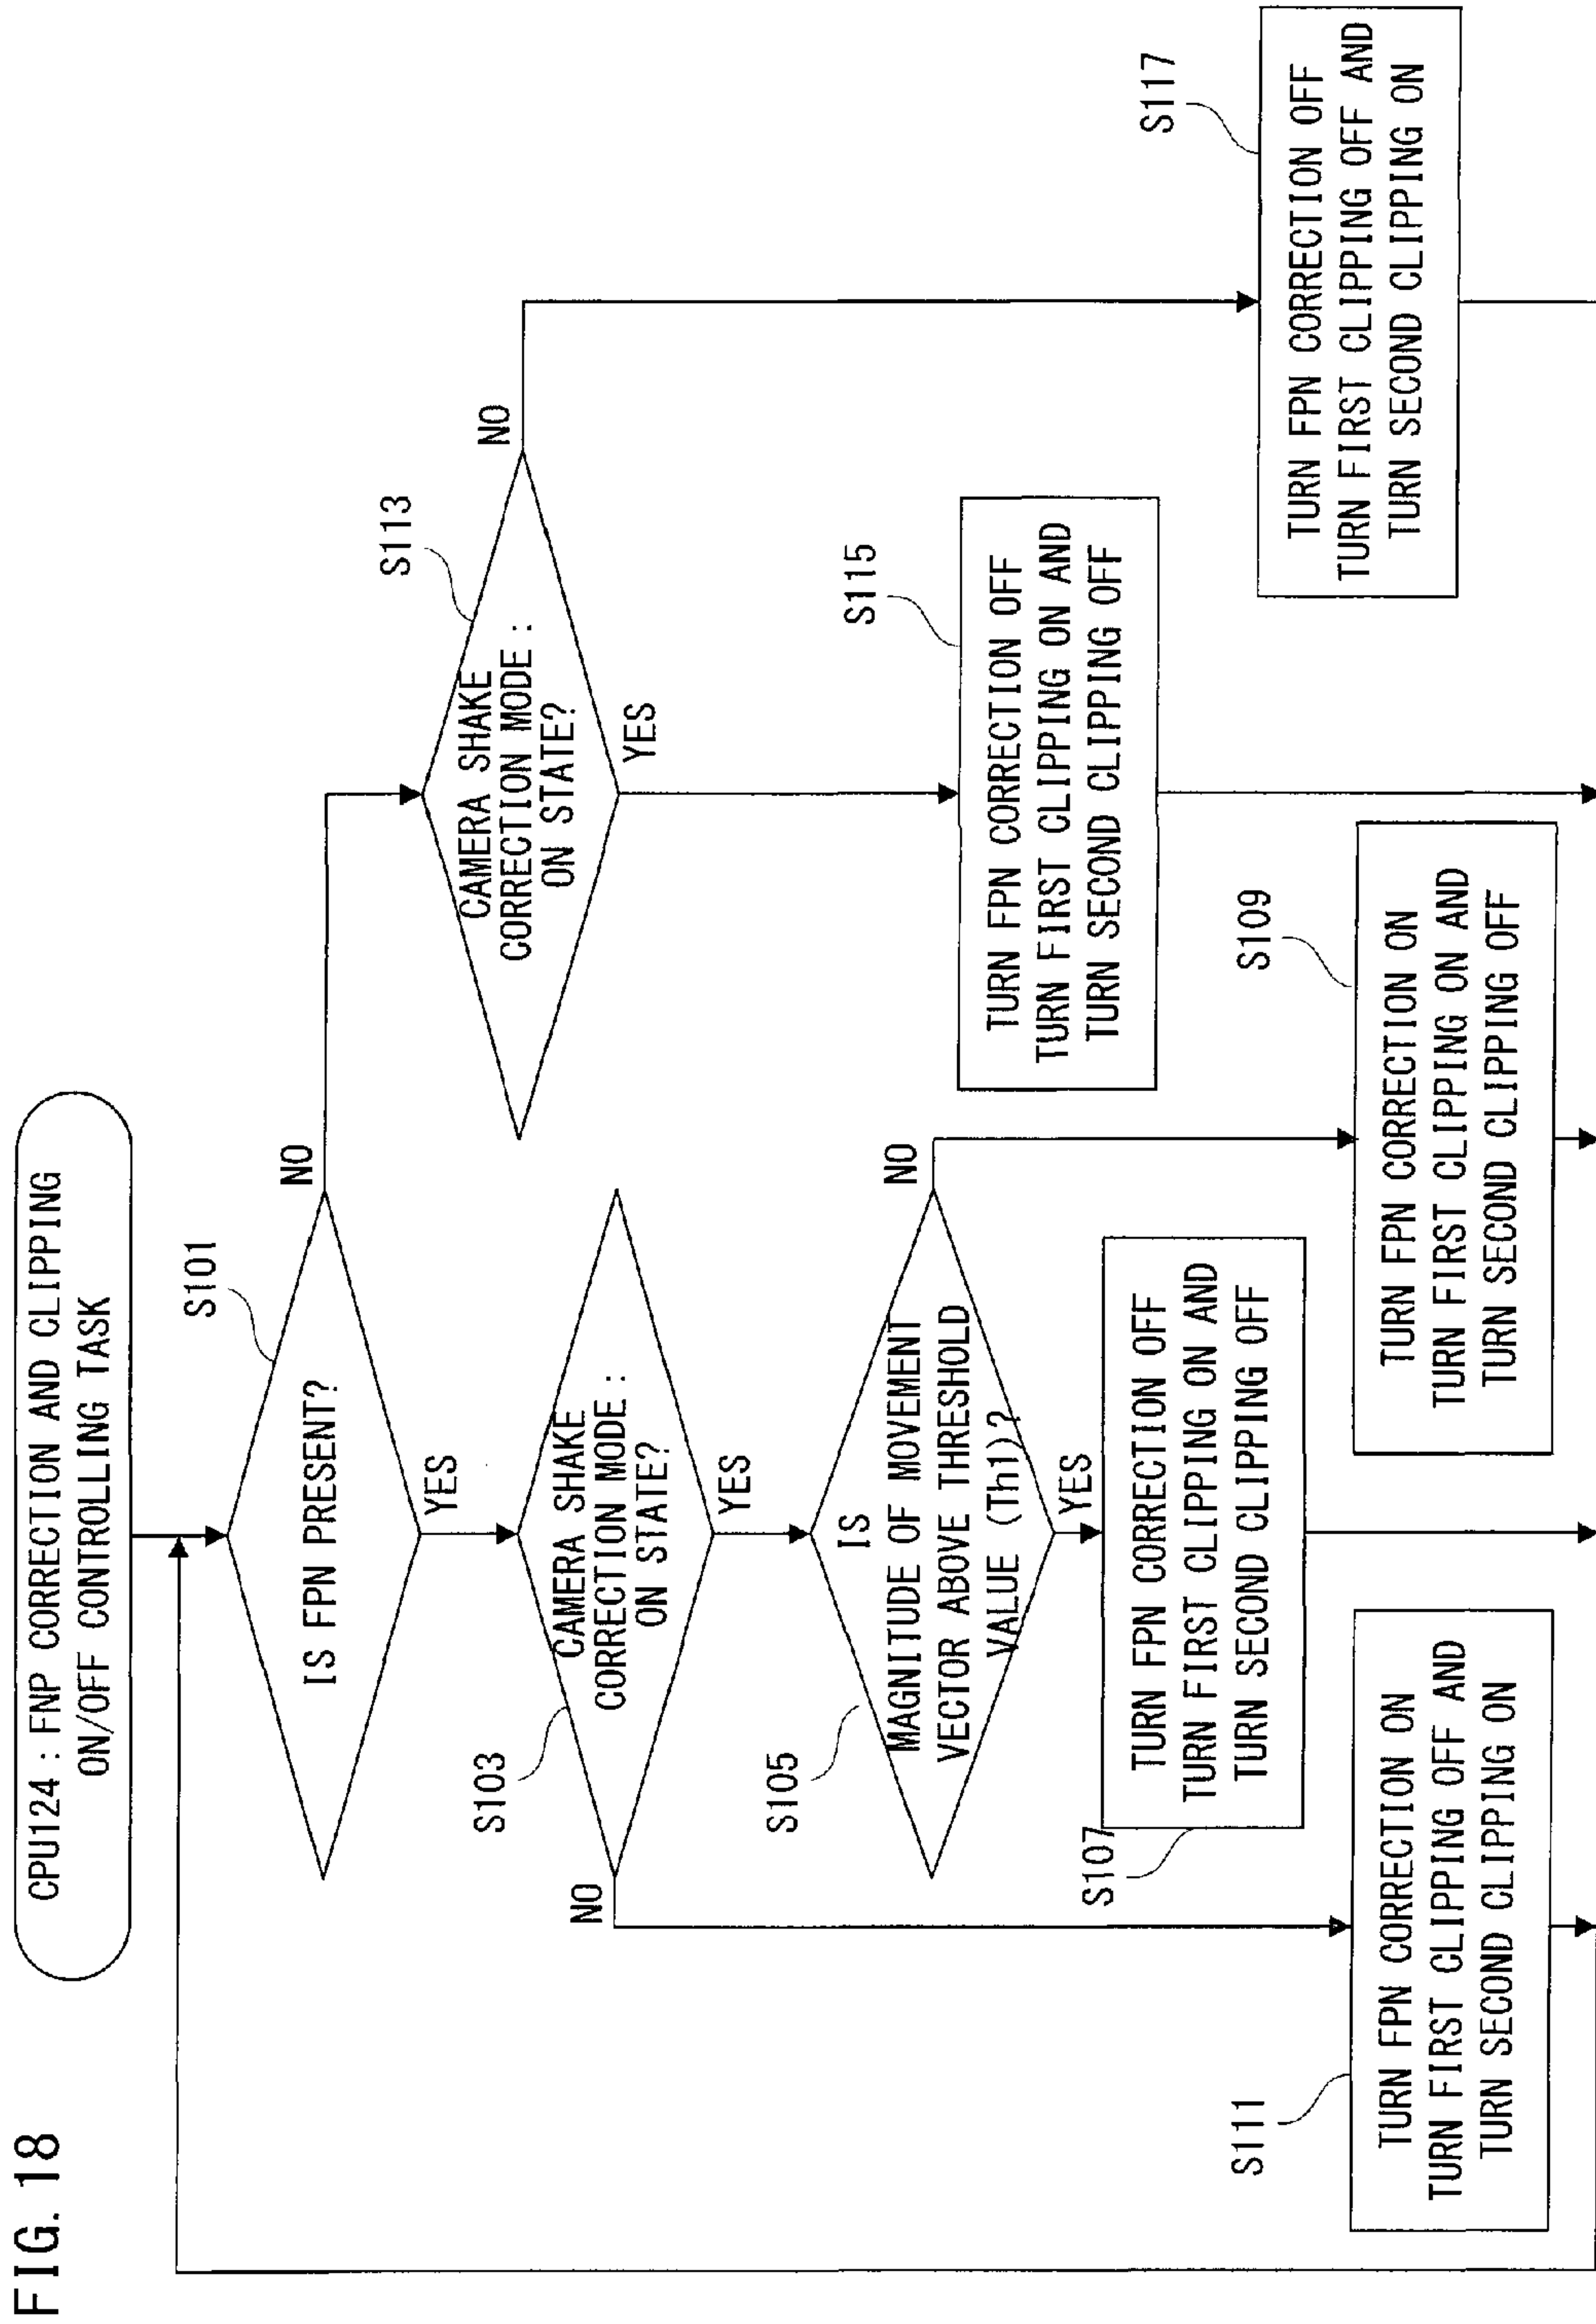 FIG. 18
CPU124 : FNP CORRECTION AND CLIPPING
ON/OFF CONTROLLING TASK
S101
IS FPN PRESENT?
NO
YES
S103
CAMERA SHAKE
CORRECTION MODE :
ON STATE?
NO
YES
S113
CAMERA SHAKE
CORRECTION MODE :
ON STATE?
NO
YES
S105
IS
MAGNITUDE OF MOVEMENT
VECTOR ABOVE THRESHOLD
VALUE (Th1)?
NO
YES
S107
TURN FPN CORRECTION OFF
TURN FIRST CLIPPING ON AND
TURN SECOND CLIPPING OFF
S115
TURN FPN CORRECTION OFF
TURN FIRST CLIPPING ON AND
TURN SECOND CLIPPING OFF
S117
TURN FPN CORRECTION OFF
TURN FIRST CLIPPING OFF AND
TURN SECOND CLIPPING ON
S111
TURN FPN CORRECTION ON
TURN FIRST CLIPPING OFF AND
TURN SECOND CLIPPING ON
S109
TURN FPN CORRECTION ON
TURN FIRST CLIPPING ON AND
TURN SECOND CLIPPING OFF